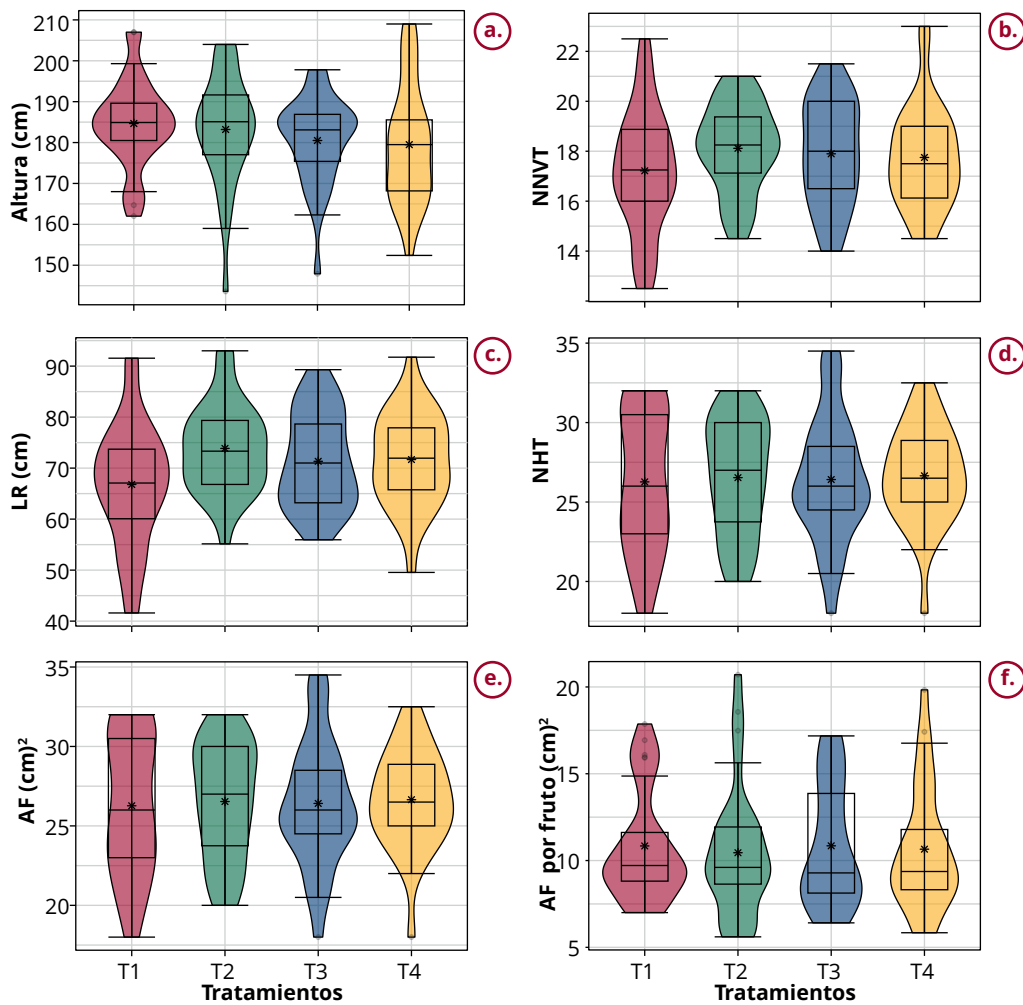 a.
Altura (cm)
210
200
190
180
170
160
150
b.
NNVT
22
20
18
16
14
c.
LR (cm)
90
80
70
60
50
40
d.
NHT
35
30
25
20
e.
AF (cm)²
35
30
25
20
T1 T2 T3 T4
Tratamientos
f.
AF por fruto (cm)²
20
15
10
5
T1 T2 T3 T4
Tratamientos